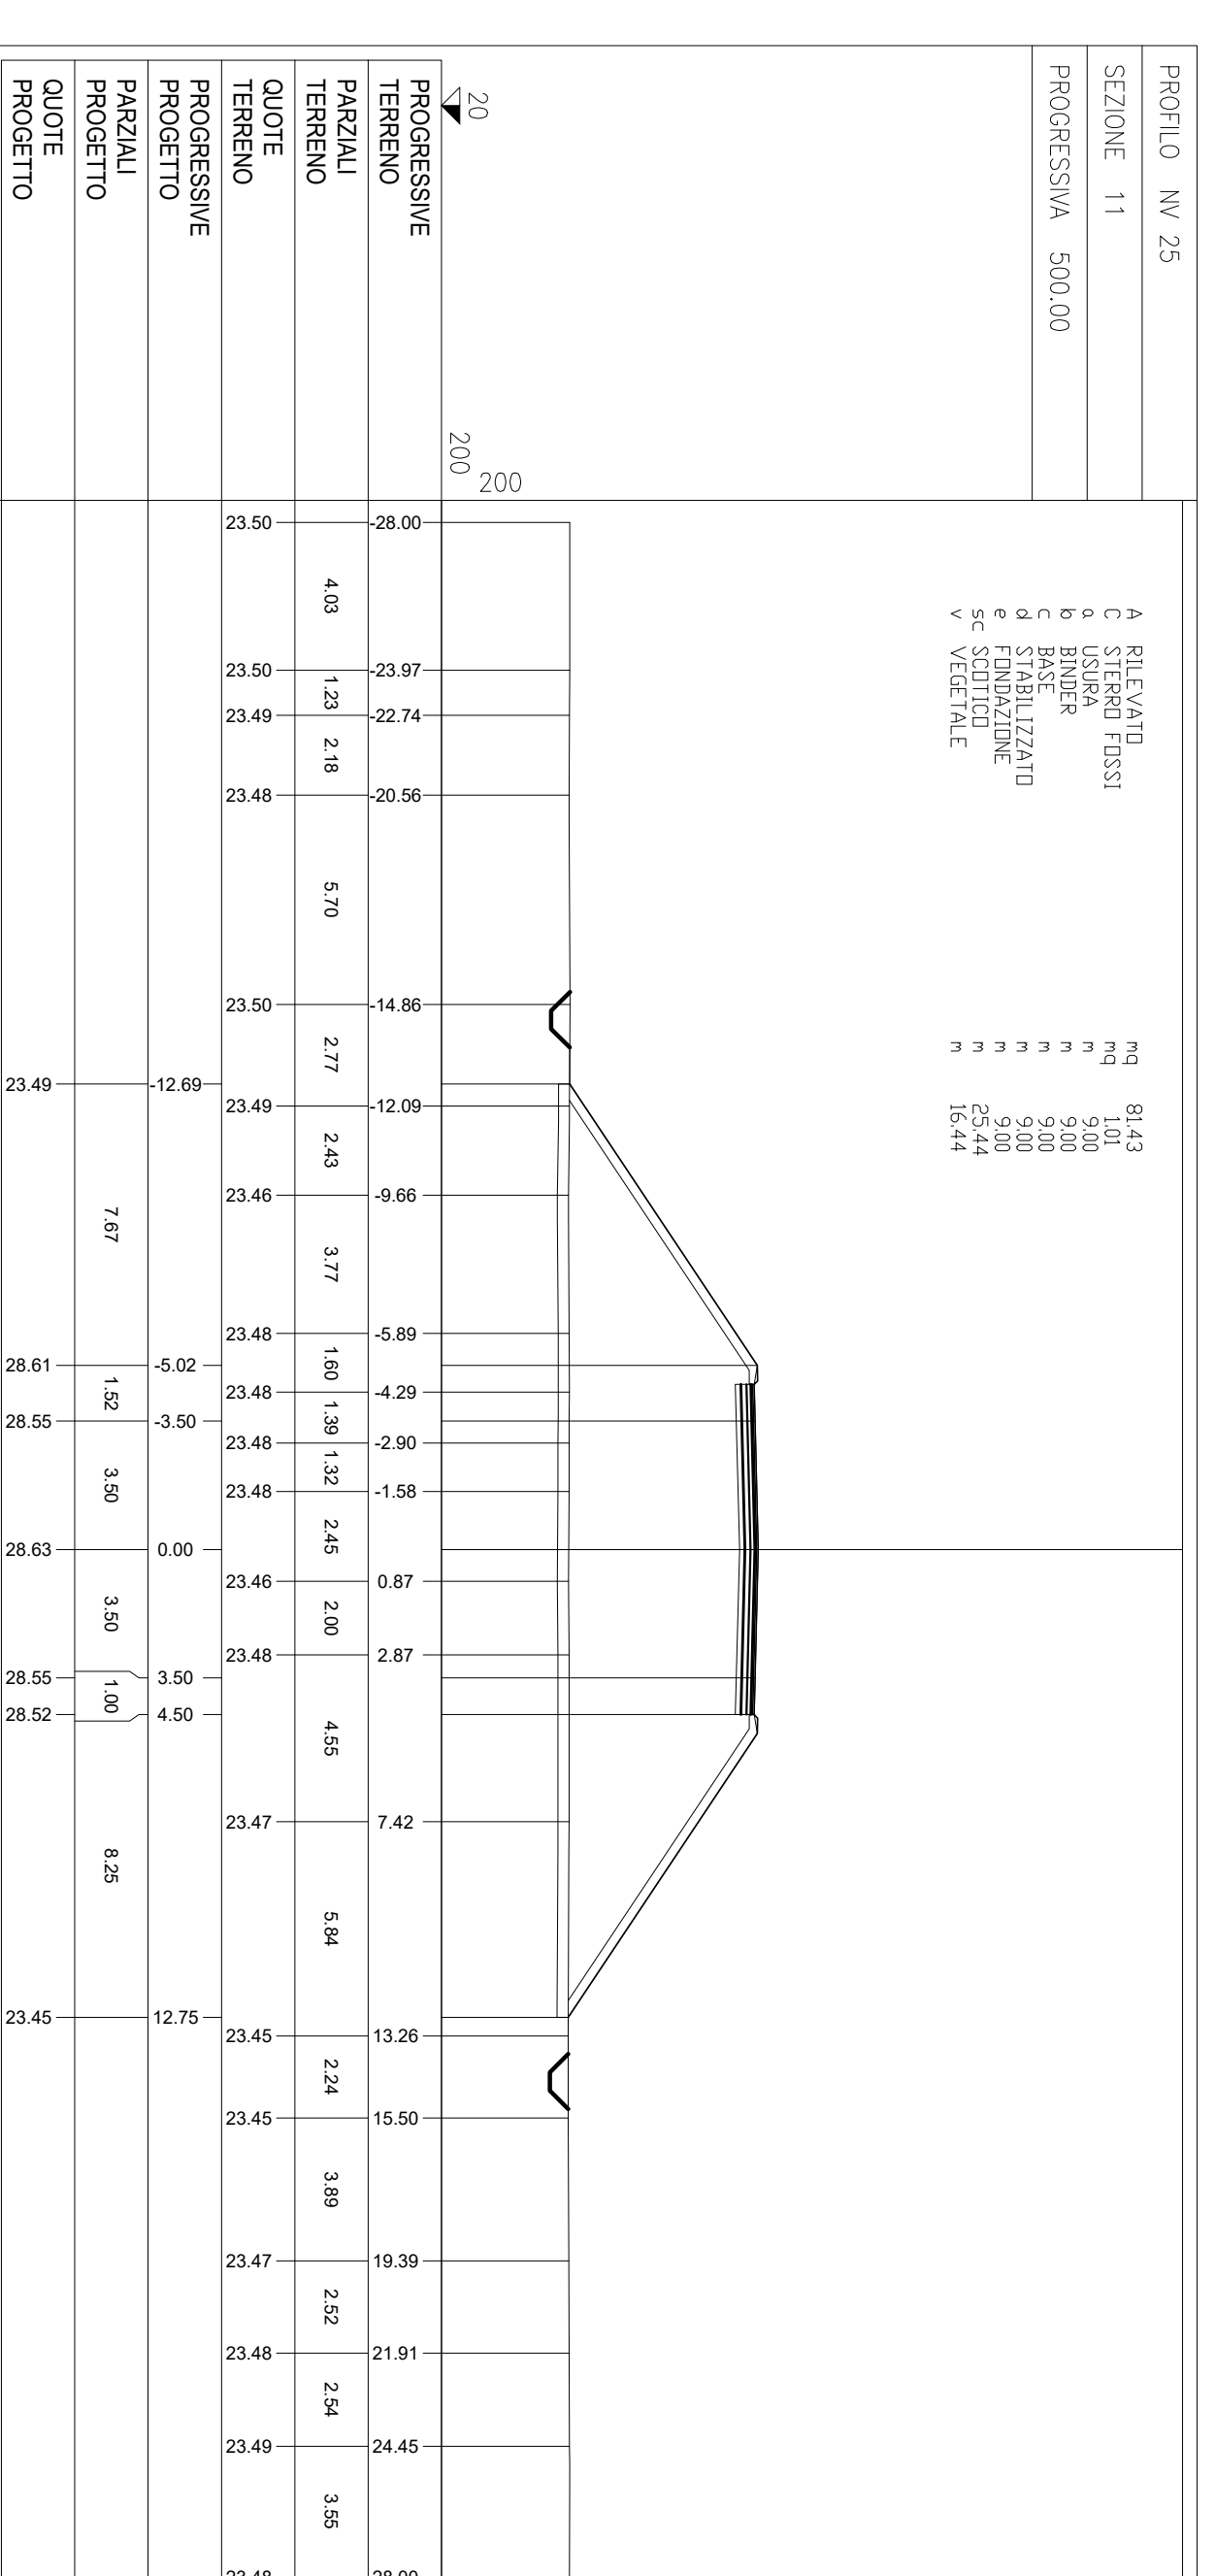 PROFILO NV 25
SEZIONE 11
PROGRESSIVA 500.00
A RILEVATO mq 81.43
C STERRO FOSSI mq 1.01
a USURA m 9.00
b BINDER m 9.00
c BASE m 9.00
d STABILIZZATO m 9.00
e FONDAZIONE m 9.00
sc SCOTICO m 25.44
v VEGETALE m 16.44
200
200
20
PROGRESSIVE
TERRENO
-28.00 -23.97 -22.74 -20.56 -14.86 -12.09 -9.66 -5.89 -4.29 -2.90 -1.58 0.87 2.87 7.42 13.26 15.50 19.39 21.91 24.45 28.00
PARZIALI
TERRENO
4.03 1.23 2.18 5.70 2.77 2.43 3.77 1.60 1.39 1.32 2.45 2.00 4.55 5.84 2.24 3.89 2.52 2.54 3.55
QUOTE
TERRENO
23.50 23.50 23.49 23.48 23.50 23.49 23.46 23.48 23.48 23.48 23.48 23.46 23.48 23.47 23.45 23.45 23.47 23.48 23.49 23.48
PROGRESSIVE
PROGETTO
-12.69 -5.02 -3.50 0.00 3.50 4.50 12.75
PARZIALI
PROGETTO
7.67 1.52 3.50 3.50 1.00 8.25
QUOTE
PROGETTO
23.49 28.61 28.55 28.63 28.55 28.52 23.45